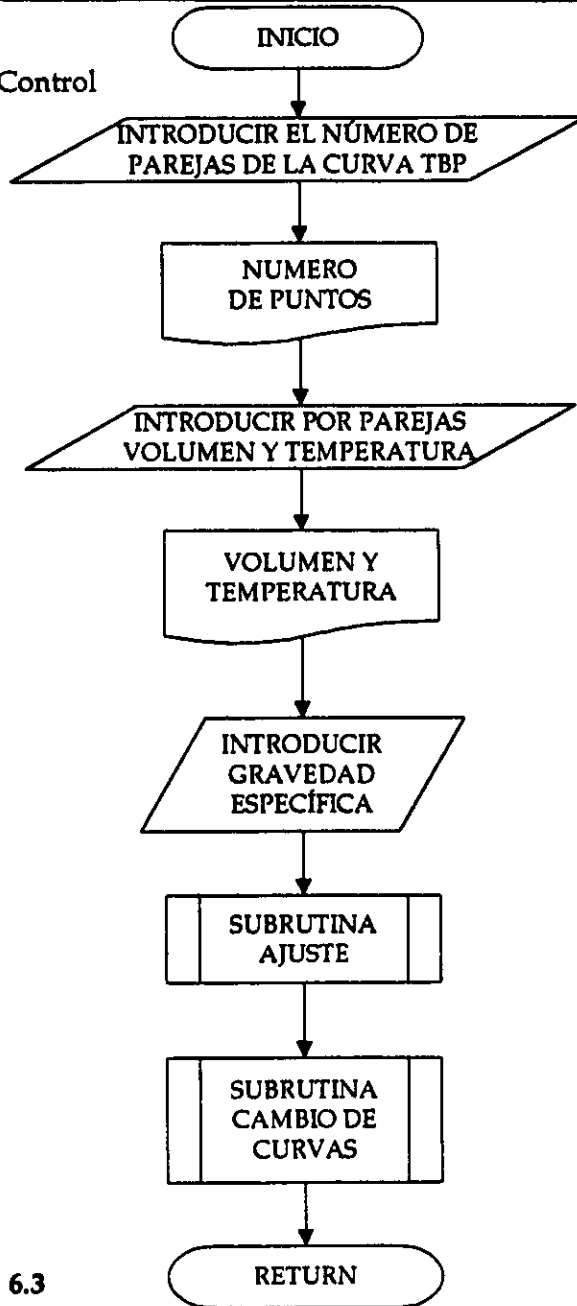 INICIO
Control
INTRODUCIR EL NÚMERO DE
PAREJAS DE LA CURVA TBP
NUMERO
DE PUNTOS
INTRODUCIR POR PAREJAS
VOLUMEN Y TEMPERATURA
VOLUMEN Y
TEMPERATURA
INTRODUCIR
GRAVEDAD
ESPECÍFICA
SUBRUTINA
AJUSTE
SUBRUTINA
CAMBIO DE
CURVAS
RETURN
6.3